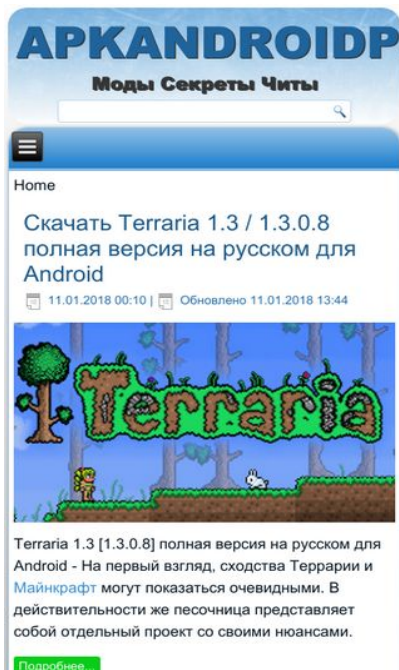 APKANDROIDP
Моды Секреты Читы
Home
Скачать Terraria 1.3 / 1.3.0.8
полная версия на русском для
Android
11.01.2018 00:10 | Обновлено 11.01.2018 13:44
Terraria
Terraria 1.3 [1.3.0.8] полная версия на русском для
Android - На первый взгляд, сходства Террарии и
Майнкрафт могут показаться очевидными. В
действительности же песочница представляет
собой отдельный проект со своими нюансами.
Подробнее...